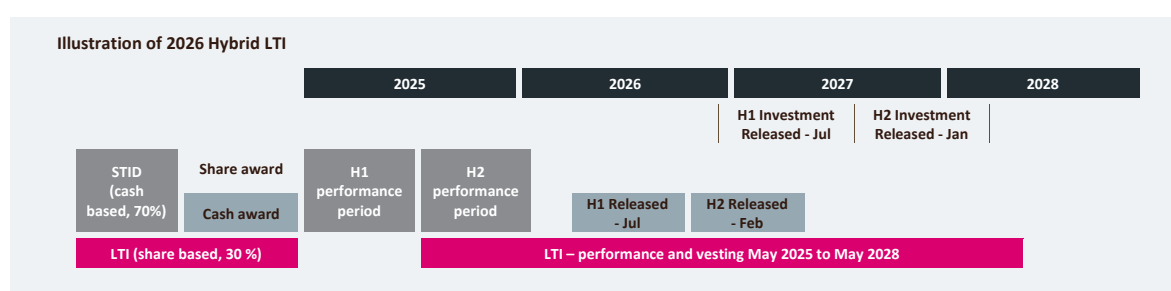 Illustration of 2026 Hybrid LTI
2025
2026
2027
2028
H1 Investment
Released - Jul
H2 Investment
Released - Jan
STID
(cash
based, 70%)
Share award
Cash award
H1
performance
period
H2
performance
period
H1 Released
- Jul
H2 Released
- Feb
LTI (share based, 30 %)
LTI – performance and vesting May 2025 to May 2028